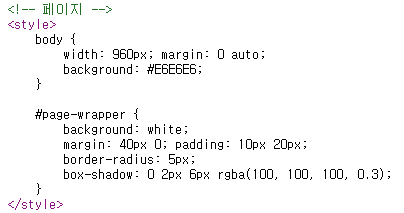 <!-- 페이지 -->
<style>
body {
width: 960px; margin: 0 auto;
background: #E6E6E6;
}
#page-wrapper {
background: white;
margin: 40px 0; padding: 10px 20px;
border-radius: 5px;
box-shadow: 0 2px 6px rgba(100, 100, 100, 0.3);
}
</style>